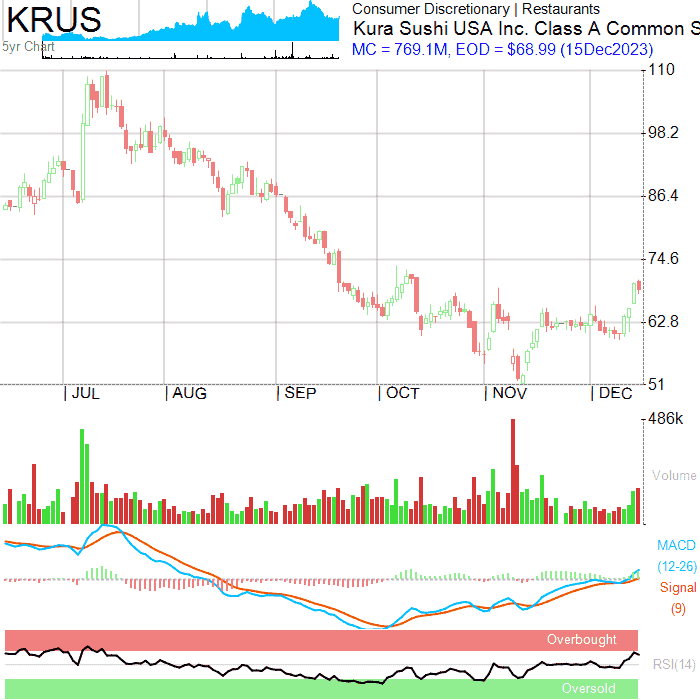 KRUS
5yr Chart
Consumer Discretionary | Restaurants
Kura Sushi USA Inc. Class A Common S
MC = 769.1M, EOD = $68.99 (15Dec2023)
110
98.2
86.4
74.6
62.8
51
| JUL | AUG | SEP | OCT | NOV | DEC
486k
Volume
MACD
(12-26)
Signal
(9)
Overbought
RSI(14)
Oversold